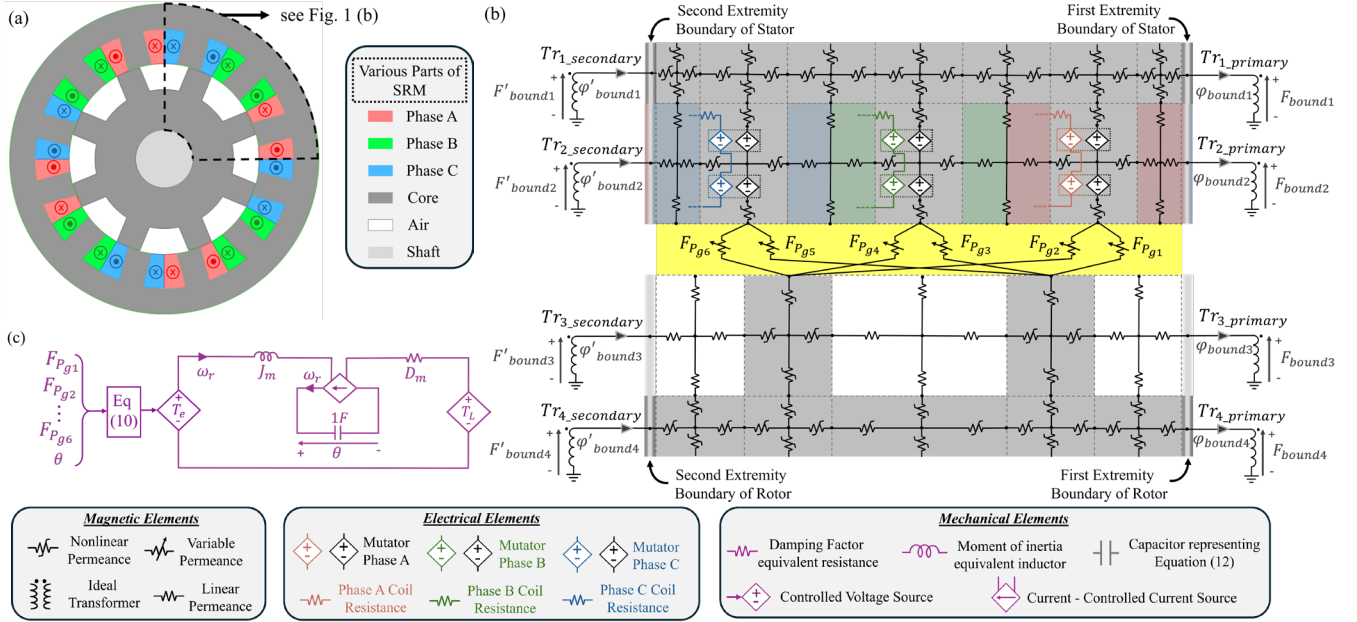 (a)
see Fig. 1 (b)
Various Parts of
SRM
Phase A
Phase B
Phase C
Core
Air
Shaft
(b)
Second Extremity
Boundary of Stator
First Extremity
Boundary of Stator
Tr1_secondary
F'bound1
φ'bound1
Tr1_primary
φbound1
Fbound1
Tr2_secondary
F'bound2
φ'bound2
Tr2_primary
φbound2
Fbound2
FPg6
FPg5
FPg4
FPg3
FPg2
FPg1
Tr3_secondary
F'bound3
φ'bound3
Tr3_primary
φbound3
Fbound3
Tr4_secondary
F'bound4
φ'bound4
Tr4_primary
φbound4
Fbound4
Second Extremity
Boundary of Rotor
First Extremity
Boundary of Rotor
(c)
FPg1
FPg2
⋮
FPg6
θ
Eq
(10)
Te
ωr
Jm
ωr
1F
+ θ -
Dm
TL
Magnetic Elements
Nonlinear
Permeance
Variable
Permeance
Ideal
Transformer
Linear
Permeance
Electrical Elements
Mutator
Phase A
Mutator
Phase B
Mutator
Phase C
Phase A Coil
Resistance
Phase B Coil
Resistance
Phase C Coil
Resistance
Mechanical Elements
Damping Factor
equivalent resistance
Moment of inertia
equivalent inductor
Capacitor representing
Equation (12)
Controlled Voltage Source
Current - Controlled Current Source